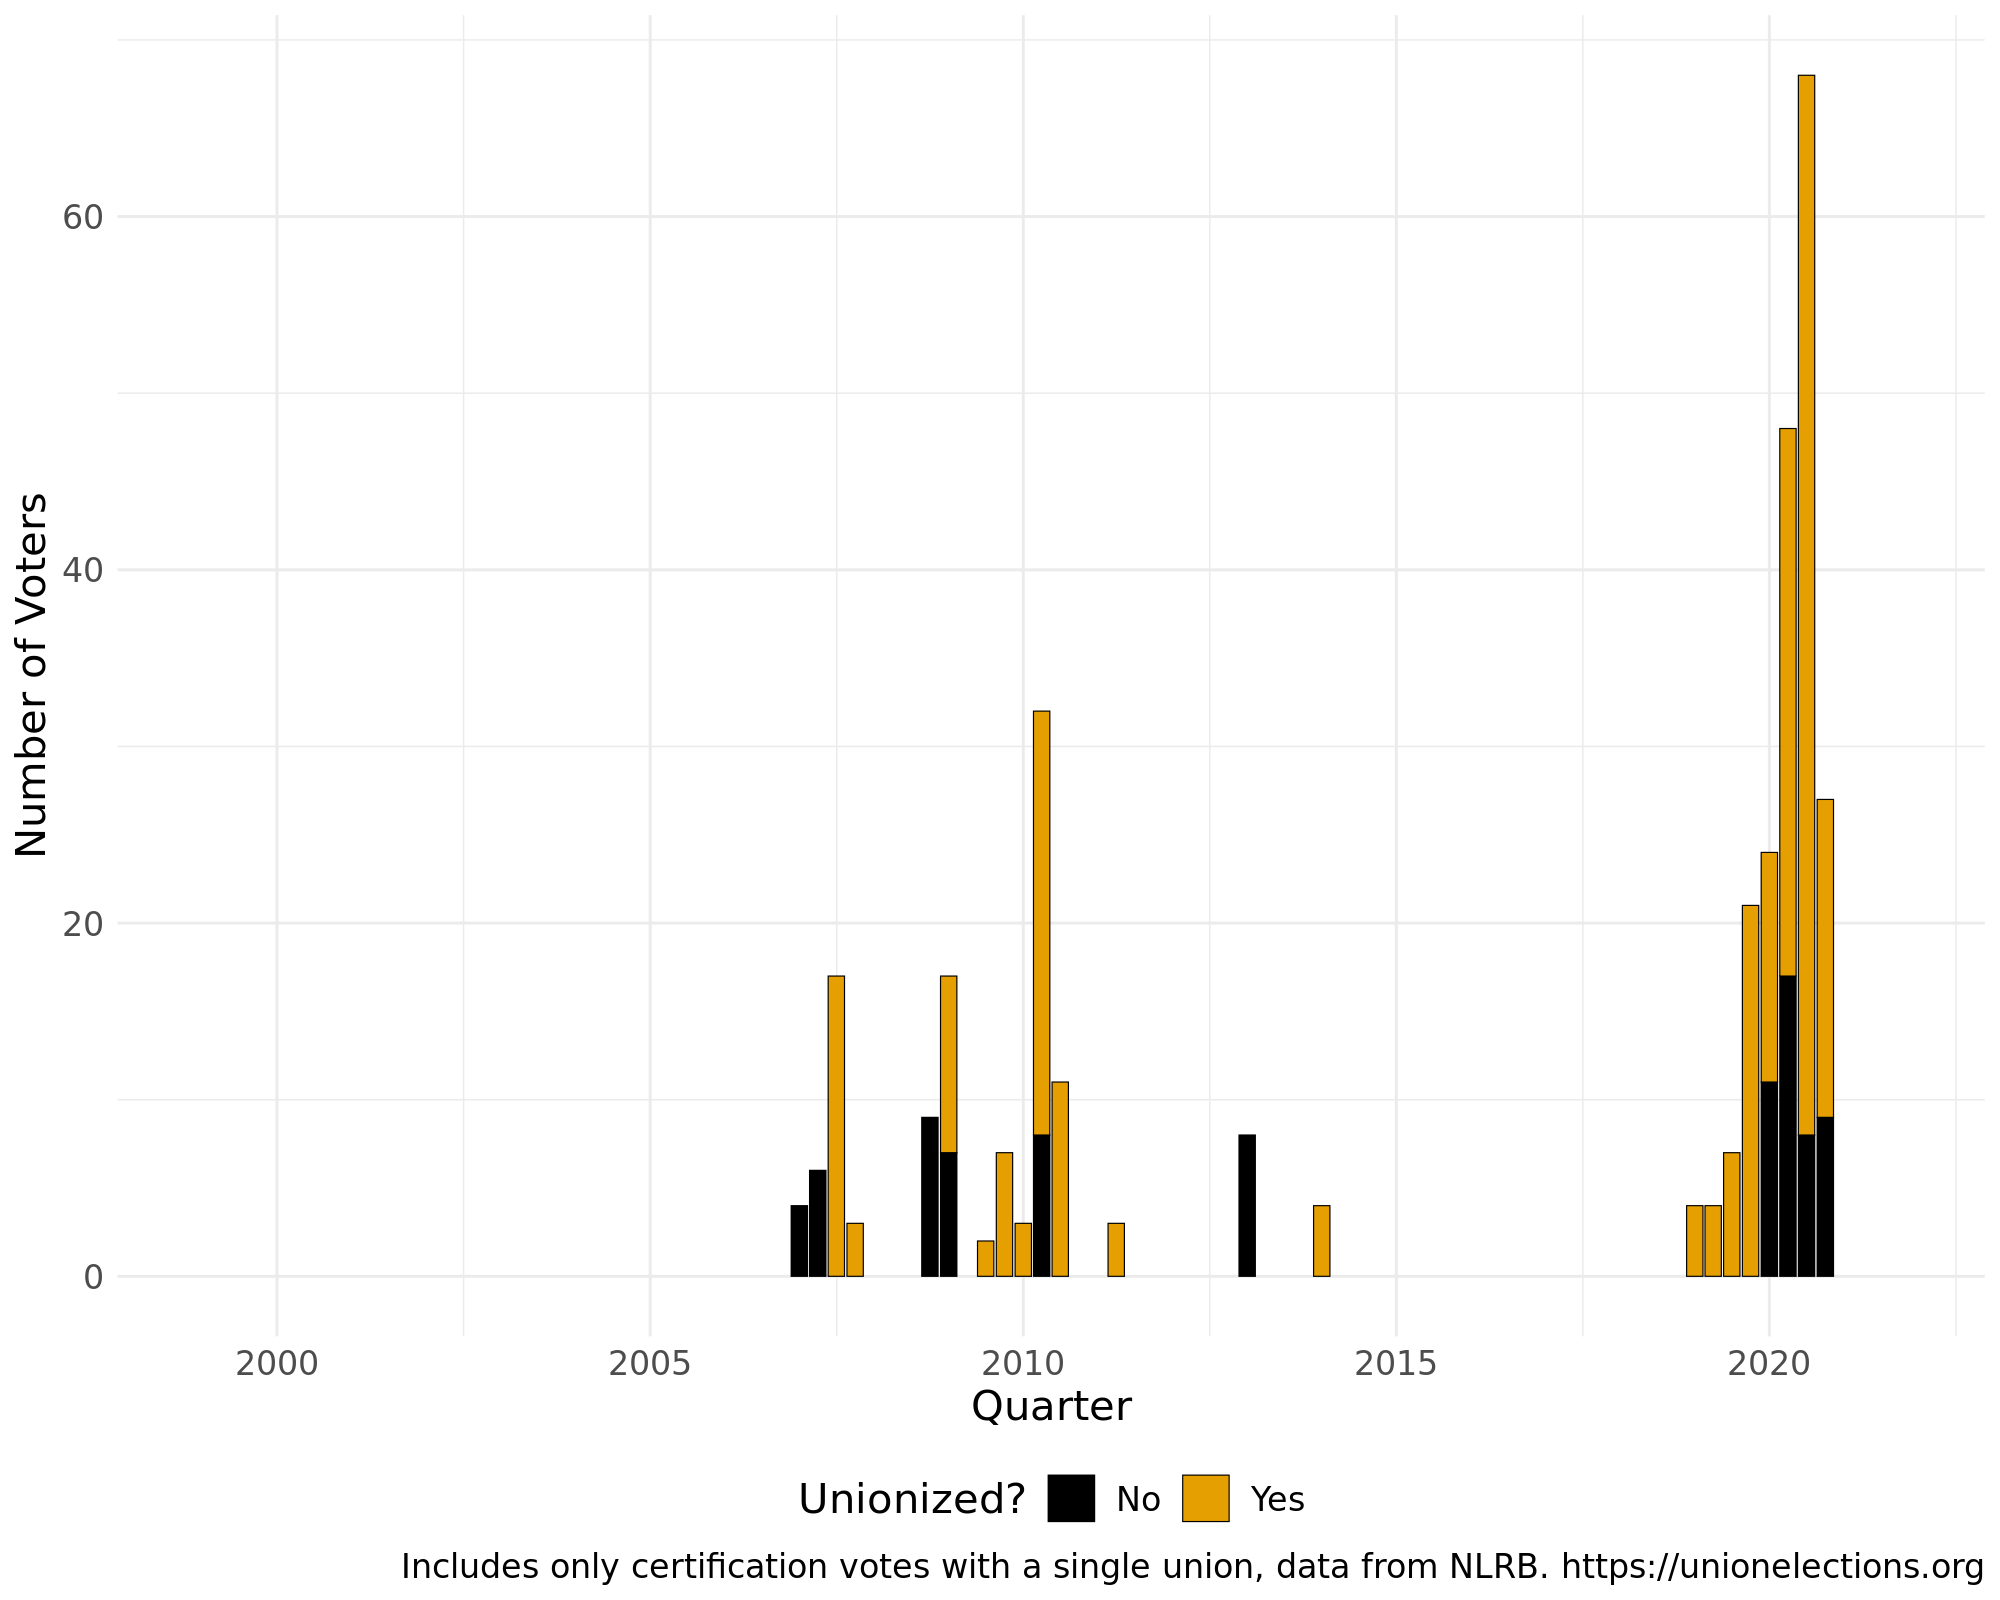 Number of Voters
60
40
20
0
2000 2005 2010 2015 2020
Quarter
Unionized? No Yes
Includes only certification votes with a single union, data from NLRB. https://unionelections.org